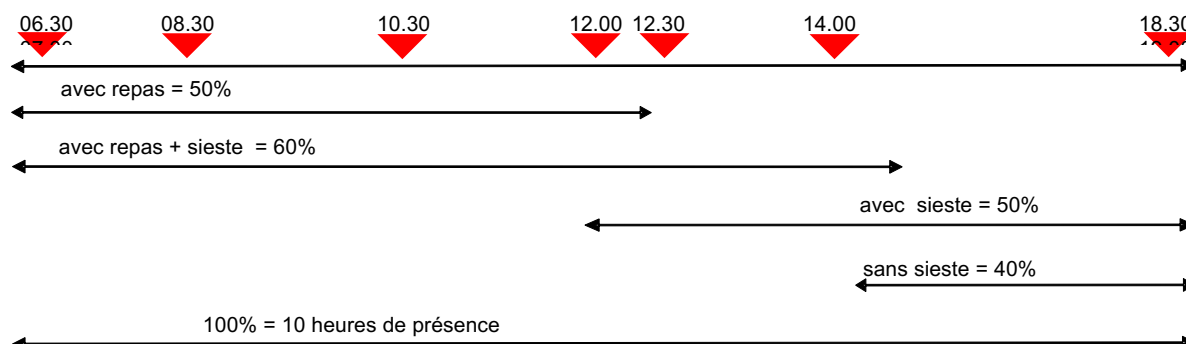 06.30 08.30 10.30 12.00 12.30 14.00 18.30
avec repas = 50%
avec repas + sieste = 60%
avec sieste = 50%
sans sieste = 40%
100% = 10 heures de présence